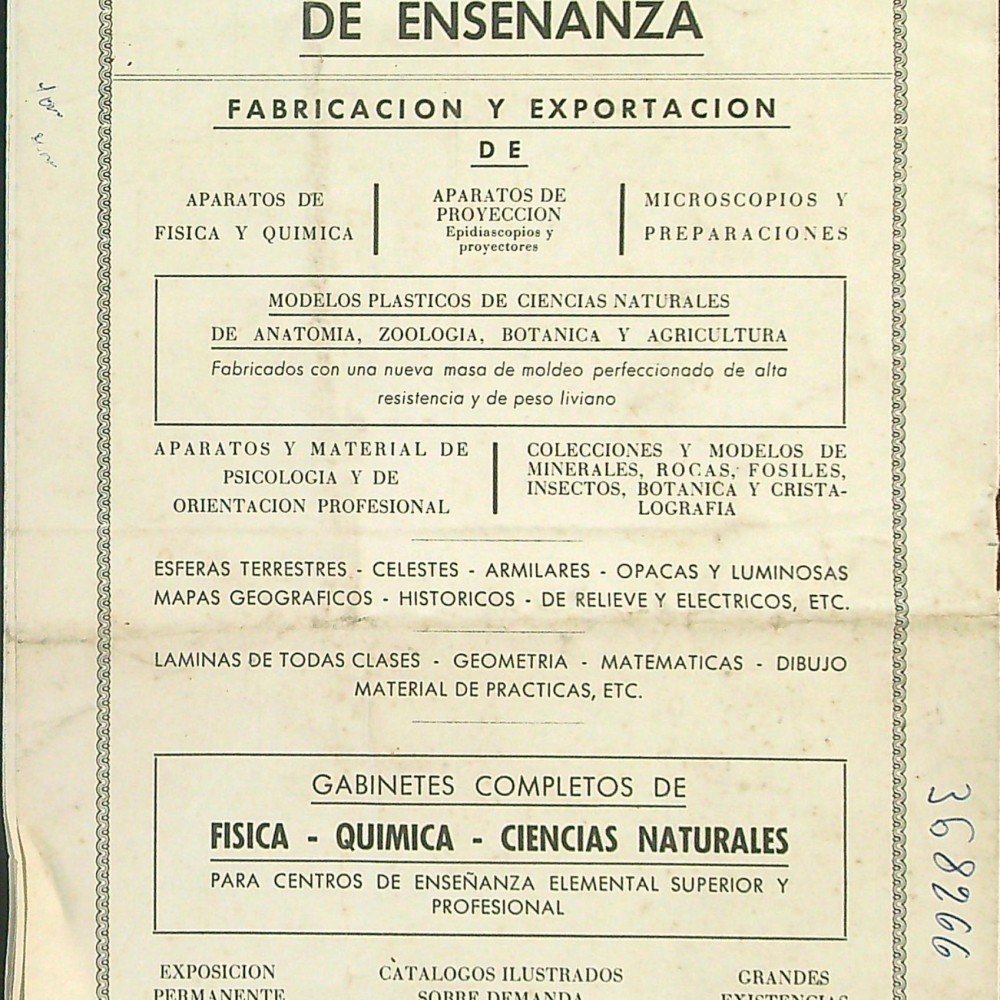 DE ENSEÑANZA
FABRICACION Y EXPORTACION
DE
APARATOS DE
FISICA Y QUIMICA
APARATOS DE
PROYECCION
Epidiascopios y
proyectores
MICROSCOPIOS Y
PREPARACIONES
MODELOS PLASTICOS DE CIENCIAS NATURALES
DE ANATOMIA, ZOOLOGIA, BOTANICA Y AGRICULTURA
Fabricados con una nueva masa de moldeo perfeccionado de alta
resistencia y de peso liviano
APARATOS Y MATERIAL DE
PSICOLOGIA Y DE
ORIENTACION PROFESIONAL
COLECCIONES Y MODELOS DE
MINERALES, ROCAS, FOSILES,
INSECTOS, BOTANICA Y CRISTA-
LOGRAFIA
ESFERAS TERRESTRES - CELESTES - ARMILARES - OPACAS Y LUMINOSAS
MAPAS GEOGRAFICOS - HISTORICOS - DE RELIEVE Y ELECTRICOS, ETC.
LAMINAS DE TODAS CLASES - GEOMETRIA - MATEMATICAS - DIBUJO
MATERIAL DE PRACTICAS, ETC.
GABINETES COMPLETOS DE
FISICA - QUIMICA - CIENCIAS NATURALES
PARA CENTROS DE ENSEÑANZA ELEMENTAL SUPERIOR Y
PROFESIONAL
EXPOSICION
PERMANENTE
CATALOGOS ILUSTRADOS
SOBRE DEMANDA
GRANDES
EXISTENCIAS
368266